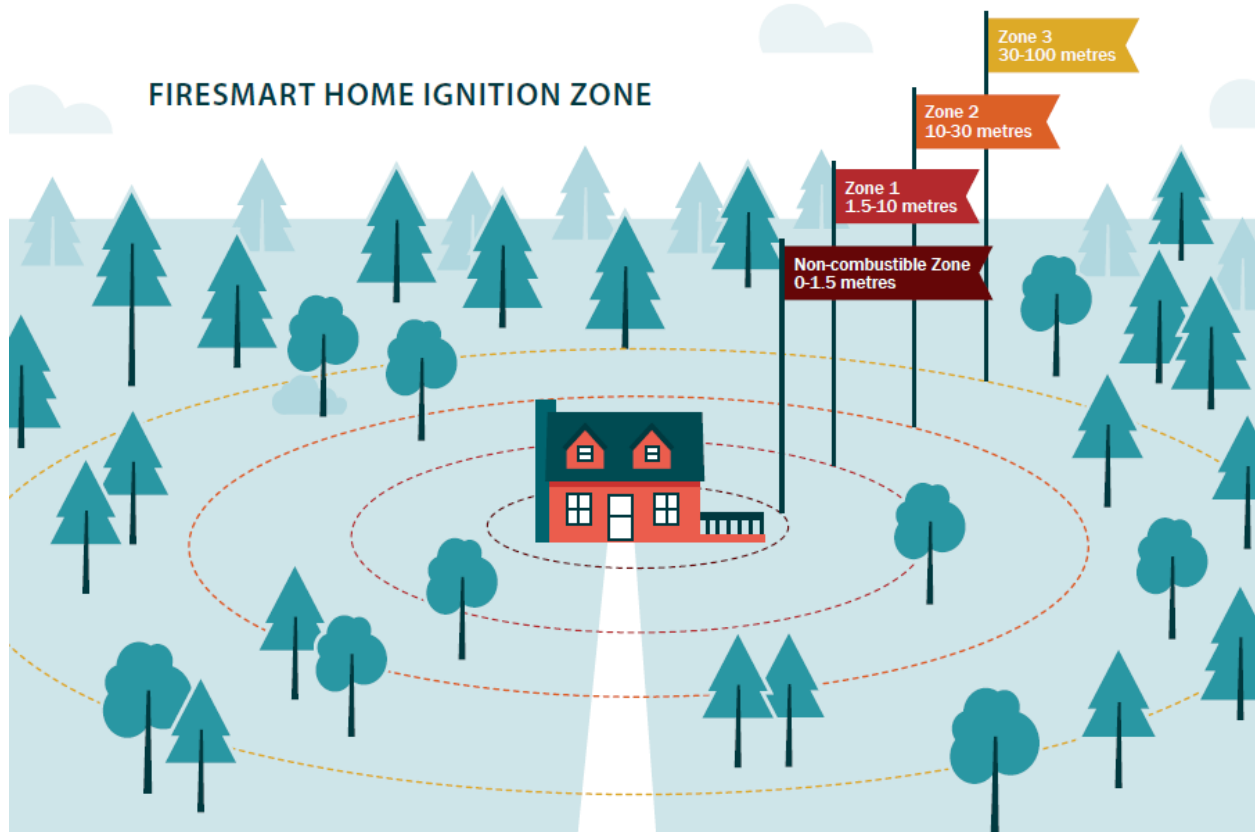 FIRESMART HOME IGNITION ZONE
Zone 3
30-100 metres
Zone 2
10-30 metres
Zone 1
1.5-10 metres
Non-combustible Zone
0-1.5 metres